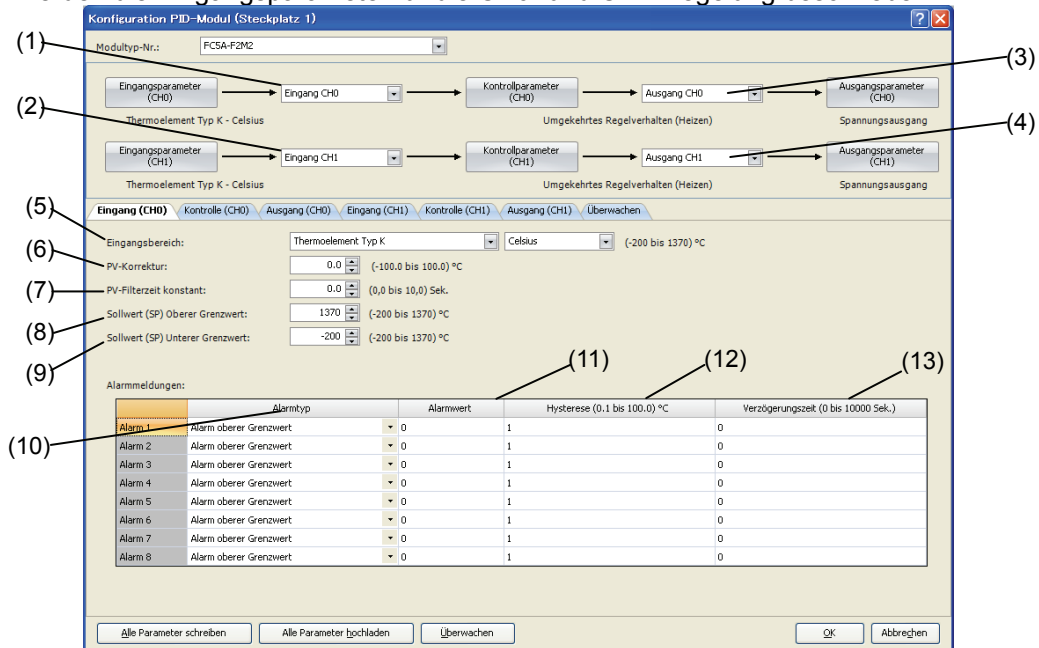 Konfiguration PID-Modul (Steckplatz 1)
(1)
Modultyp-Nr.: FC5A-F2M2
(3)
Eingangsparameter (CH0) Eingang CH0 Kontrollparameter (CH0) Ausgang CH0 Ausgangsparameter (CH0)
(2)
Thermoelement Typ K - Celsius Umgekehrtes Regelverhalten (Heizen) Spannungsausgang
(4)
Eingangsparameter (CH1) Eingang CH1 Kontrollparameter (CH1) Ausgang CH1 Ausgangsparameter (CH1)
Thermoelement Typ K - Celsius Umgekehrtes Regelverhalten (Heizen) Spannungsausgang
(5)
Eingang (CH0) Kontrolle (CH0) Ausgang (CH0) Eingang (CH1) Kontrolle (CH1) Ausgang (CH1) Überwachen
Eingangsbereich: Thermoelement Typ K Celsius (-200 bis 1370) °C
(6)
PV-Korrektur: 0.0 (-100.0 bis 100.0) °C
(7)
PV-Filterzeit konstant: 0.0 (0,0 bis 10,0) Sek.
(8)
Sollwert (SP) Oberer Grenzwert: 1370 (-200 bis 1370) °C
(9)
Sollwert (SP) Unterer Grenzwert: -200 (-200 bis 1370) °C
(11) (12) (13)
Alarmmeldungen:
Alarmtyp Alarmwert Hysterese (0.1 bis 100.0) °C Verzögerungszeit (0 bis 10000 Sek.)
(10)
Alarm 1 Alarm oberer Grenzwert 0 1 0
Alarm 2 Alarm oberer Grenzwert 0 1 0
Alarm 3 Alarm oberer Grenzwert 0 1 0
Alarm 4 Alarm oberer Grenzwert 0 1 0
Alarm 5 Alarm oberer Grenzwert 0 1 0
Alarm 6 Alarm oberer Grenzwert 0 1 0
Alarm 7 Alarm oberer Grenzwert 0 1 0
Alarm 8 Alarm oberer Grenzwert 0 1 0
Alle Parameter schreiben Alle Parameter hochladen Überwachen OK Abbrechen